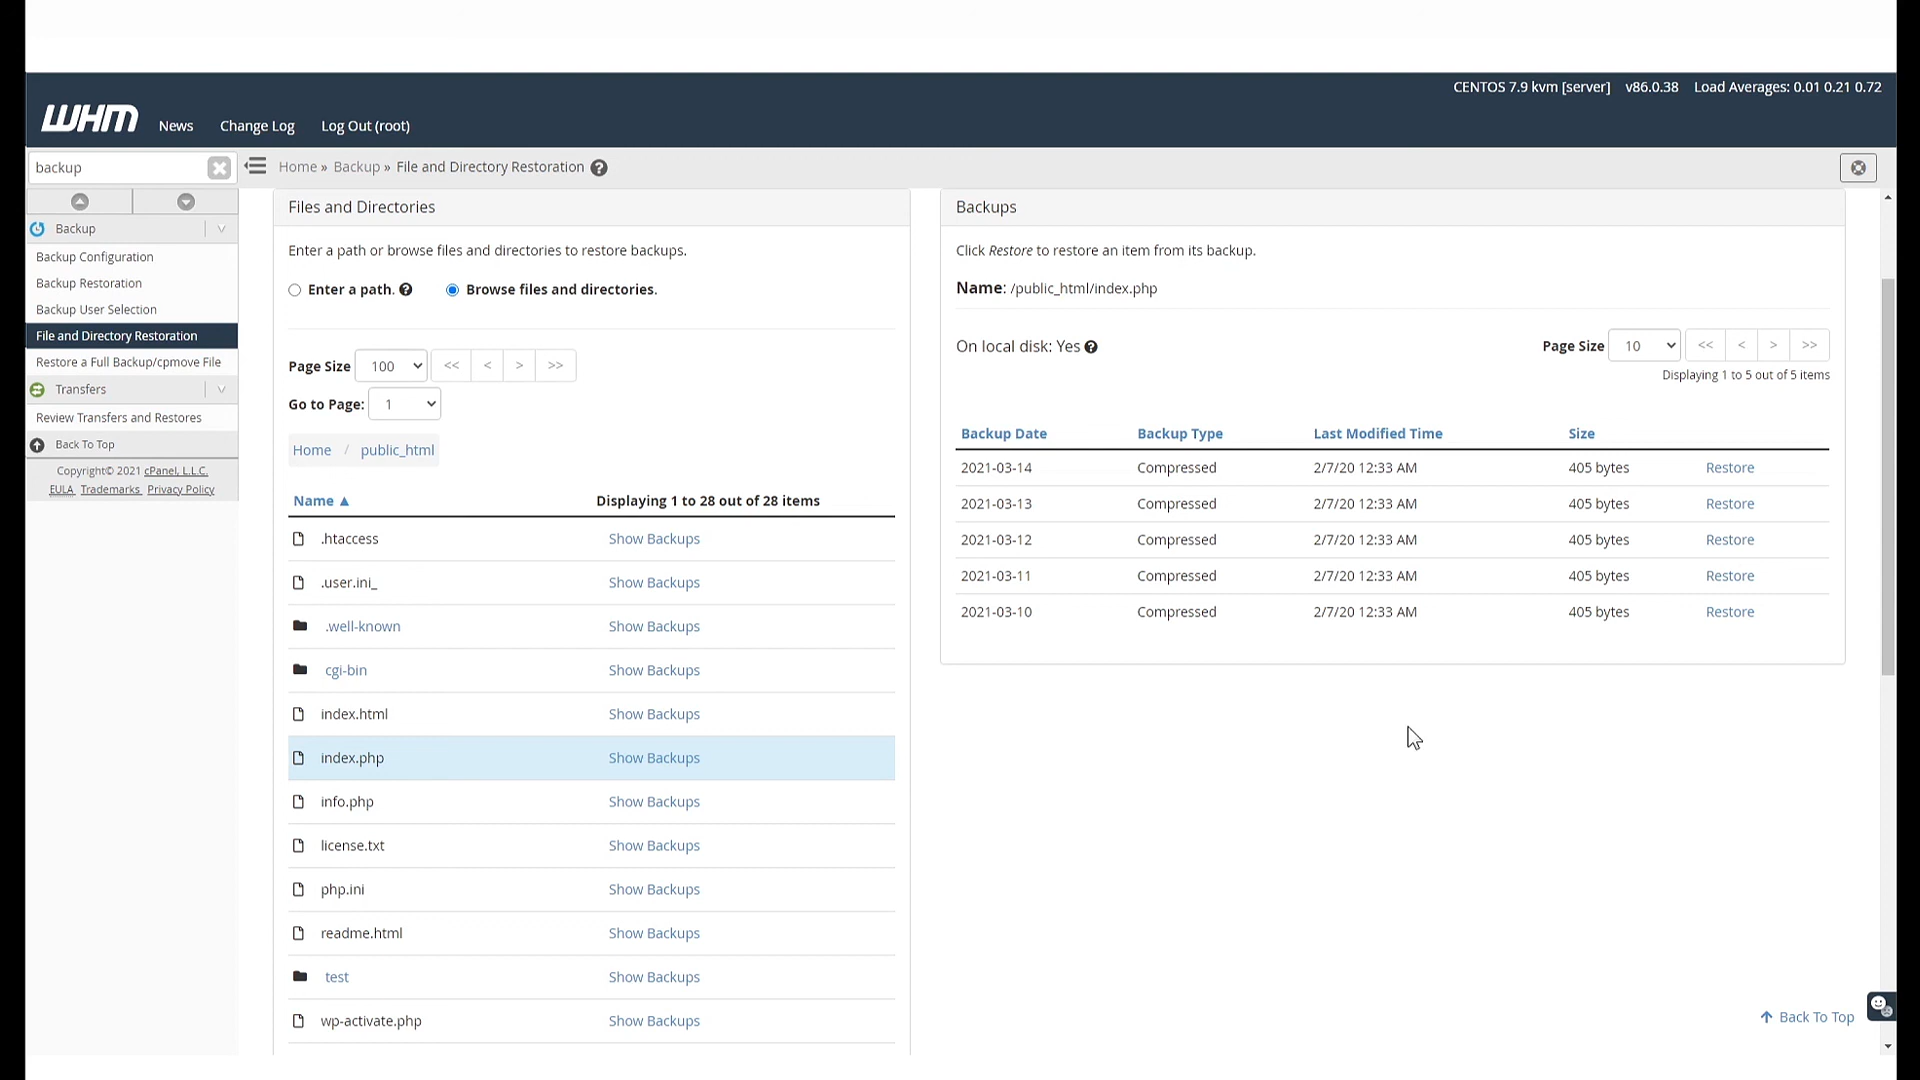 CENTOS 7.9 kvm [server] v86.0.38 Load Averages: 0.01 0.21 0.72
WHM News Change Log Log Out (root)
backup
Home » Backup » File and Directory Restoration
Backup
Backup Configuration
Backup Restoration
Backup User Selection
File and Directory Restoration
Restore a Full Backup/cpmove File
Transfers
Review Transfers and Restores
Back To Top
Copyright© 2021 cPanel, L.L.C.
EULA Trademarks Privacy Policy
Files and Directories
Enter a path or browse files and directories to restore backups.
Enter a path. Browse files and directories.
Page Size 100 << < > >>
Go to Page: 1
Home / public_html
Name ▲ Displaying 1 to 28 out of 28 items
.htaccess Show Backups
.user.ini_ Show Backups
.well-known Show Backups
cgi-bin Show Backups
index.html Show Backups
index.php Show Backups
info.php Show Backups
license.txt Show Backups
php.ini Show Backups
readme.html Show Backups
test Show Backups
wp-activate.php Show Backups
Backups
Click Restore to restore an item from its backup.
Name: /public_html/index.php
On local disk: Yes
Page Size 10 << < > >>
Displaying 1 to 5 out of 5 items
Backup Date Backup Type Last Modified Time Size
2021-03-14 Compressed 2/7/20 12:33 AM 405 bytes Restore
2021-03-13 Compressed 2/7/20 12:33 AM 405 bytes Restore
2021-03-12 Compressed 2/7/20 12:33 AM 405 bytes Restore
2021-03-11 Compressed 2/7/20 12:33 AM 405 bytes Restore
2021-03-10 Compressed 2/7/20 12:33 AM 405 bytes Restore
Back To Top